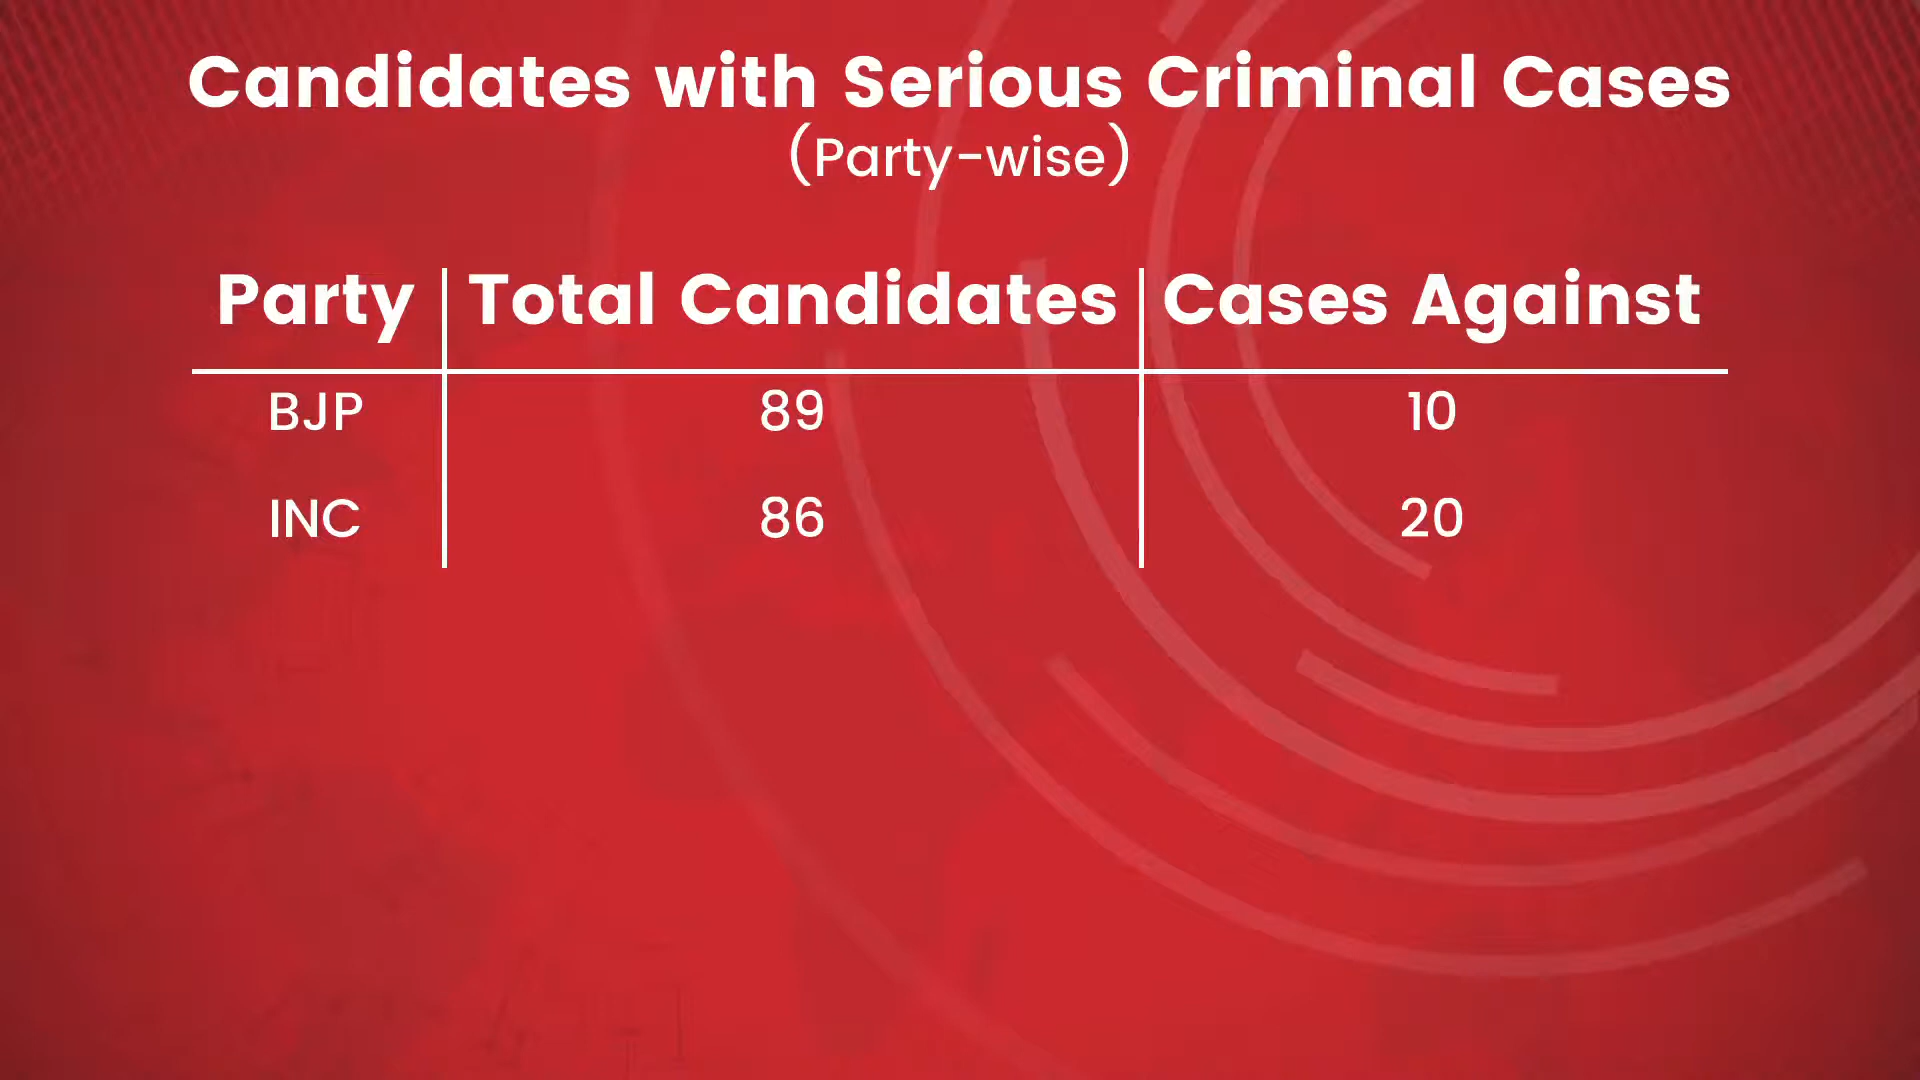 Candidates with Serious Criminal Cases
(Party-wise)
Party Total Candidates Cases Against
BJP 89 10
INC 86 20